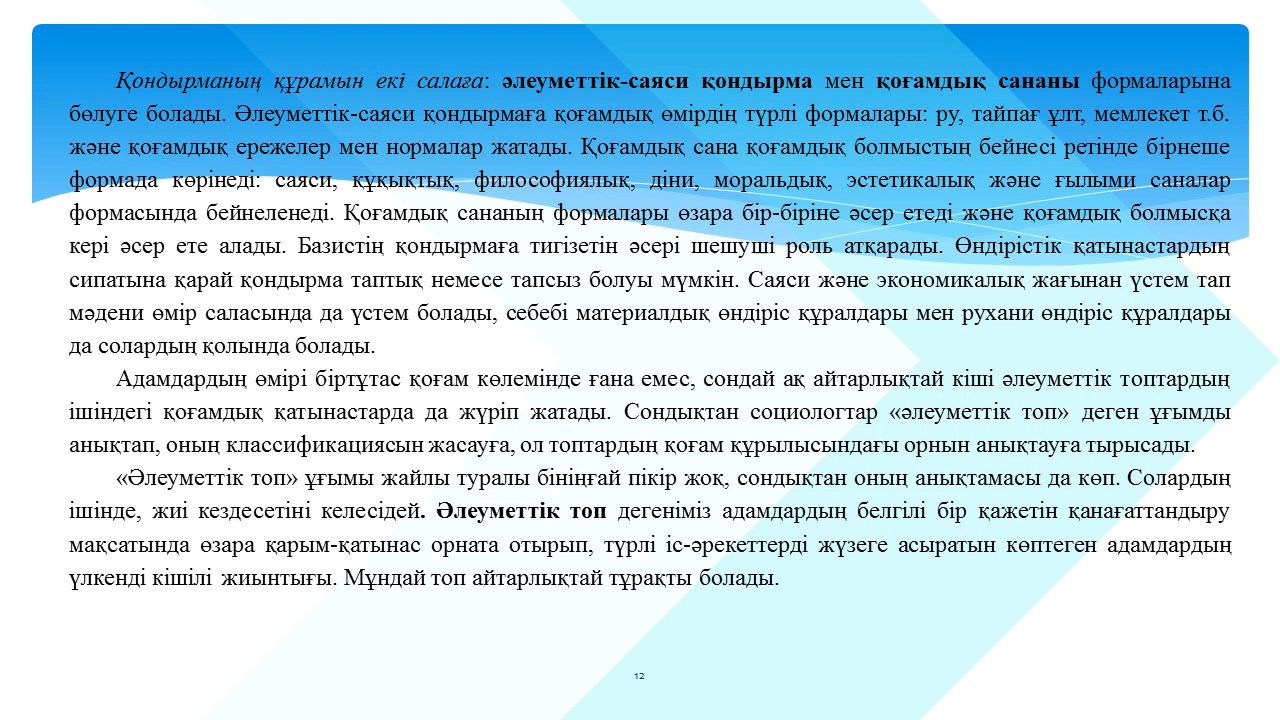 Қондырманың құрамын екі салаға: әлеуметтік-саяси қондырма мен қоғамдық сананы формаларына
бөлуге болады. Әлеуметтік-саяси қондырмаға қоғамдық өмірдің түрлі формалары: ру, тайпағ ұлт, мемлекет т.б.
және қоғамдық ережелер мен нормалар жатады. Қоғамдық сана қоғамдық болмыстың бейнесі ретінде бірнеше
формада көрінеді: саяси, құқықтық, философиялық, діни, моральдық, эстетикалық және ғылыми саналар
формасында бейнеленеді. Қоғамдық сананың формалары өзара бір-біріне әсер етеді және қоғамдық болмысқа
кері әсер ете алады. Базистің қондырмаға тигізетін әсері шешуші роль атқарады. Өндірістік қатынастардың
сипатына қарай қондырма таптық немесе тапсыз болуы мүмкін. Саяси және экономикалық жағынан үстем тап
мәдени өмір саласында да үстем болады, себебі материалдық өндіріс құралдары мен рухани өндіріс құралдары
да солардың қолында болады.
Адамдардың өмірі біртұтас қоғам көлемінде ғана емес, сондай ақ айтарлықтай кіші әлеуметтік топтардың
ішіндегі қоғамдық қатынастарда да жүріп жатады. Сондықтан социологтар «әлеуметтік топ» деген ұғымды
анықтап, оның классификациясын жасауға, ол топтардың қоғам құрылысындағы орнын анықтауға тырысады.
«Әлеуметтік топ» ұғымы жайлы туралы бініңғай пікір жоқ, сондықтан оның анықтамасы да көп. Солардың
ішінде, жиі кездесетіні келесідей. Әлеуметтік топ дегеніміз адамдардың белгілі бір қажетін қанағаттандыру
мақсатында өзара қарым-қатынас орната отырып, түрлі іс-әрекеттерді жүзеге асыратын көптеген адамдардың
үлкенді кішілі жиынтығы. Мұндай топ айтарлықтай тұрақты болады.
12